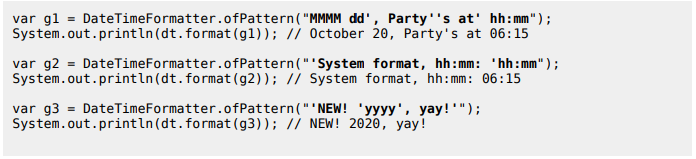 var g1 = DateTimeFormatter.ofPattern("MMMM dd', Party''s at' hh:mm");
System.out.println(dt.format(g1)); // October 20, Party's at 06:15
var g2 = DateTimeFormatter.ofPattern("'System format, hh:mm: 'hh:mm");
System.out.println(dt.format(g2)); // System format, hh:mm: 06:15
var g3 = DateTimeFormatter.ofPattern("'NEW! 'yyyy', yay!'");
System.out.println(dt.format(g3)); // NEW! 2020, yay!